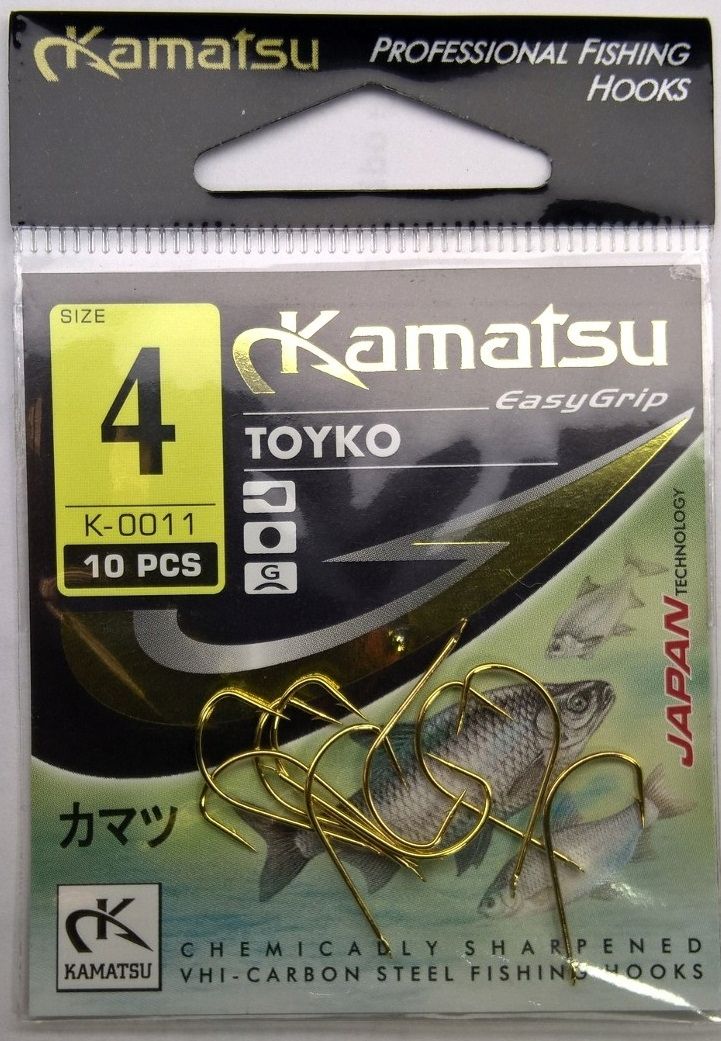 Kamatsu
PROFESSIONAL FISHING
HOOKS
SIZE
4
K-0011
10 PCS
Kamatsu
EasyGrip
TOYKO
G
JAPAN TECHNOLOGY
カマツ
K
KAMATSU
CHEMICALLY SHARPENED
VHI-CARBON STEEL FISHING HOOKS